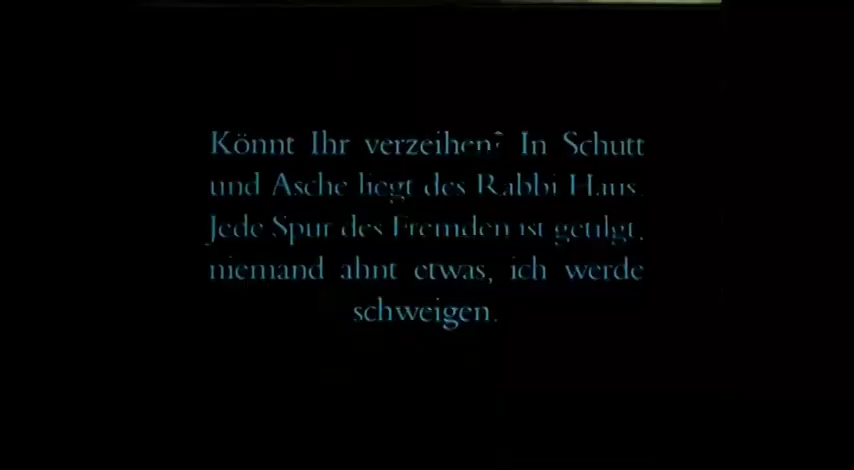 Könnt Ihr verzeihen? In Schutt
und Asche liegt des Rabbi Haus.
Jede Spur des Fremden ist getilgt,
niemand ahnt etwas, ich werde
schweigen.